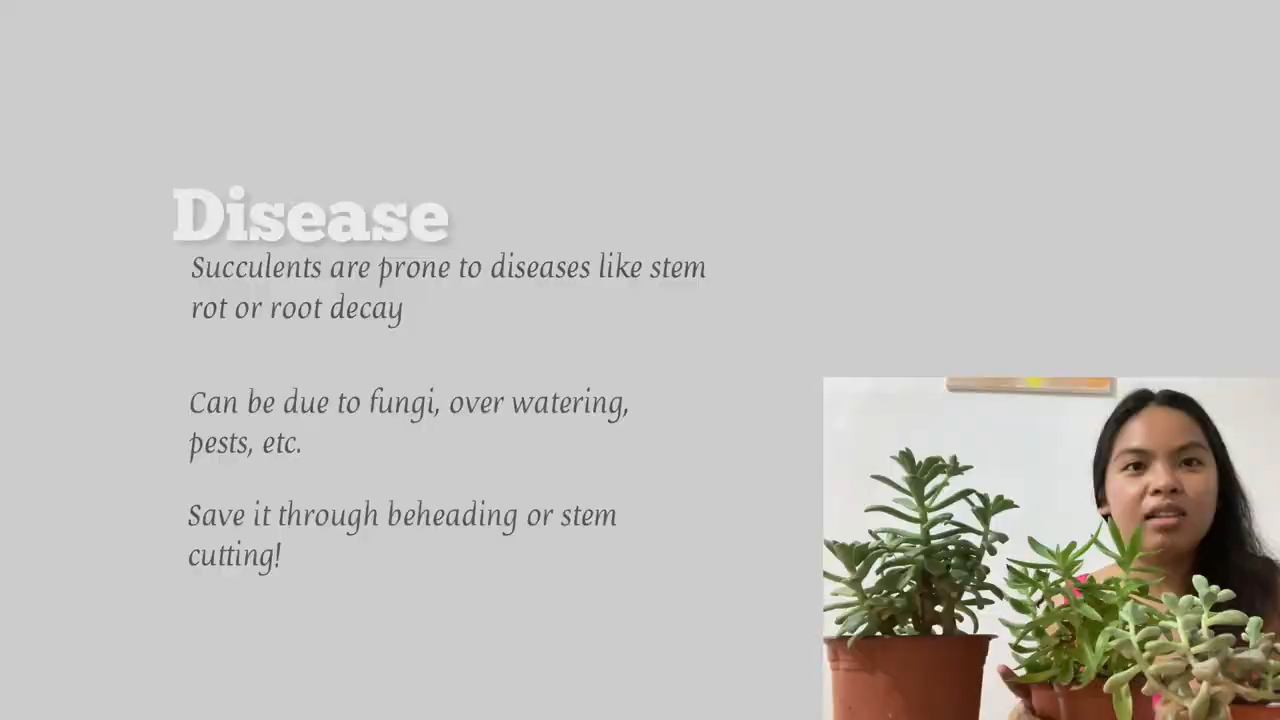 Disease
Succulents are prone to diseases like stem
rot or root decay
Can be due to fungi, over watering,
pests, etc.
Save it through beheading or stem
cutting!